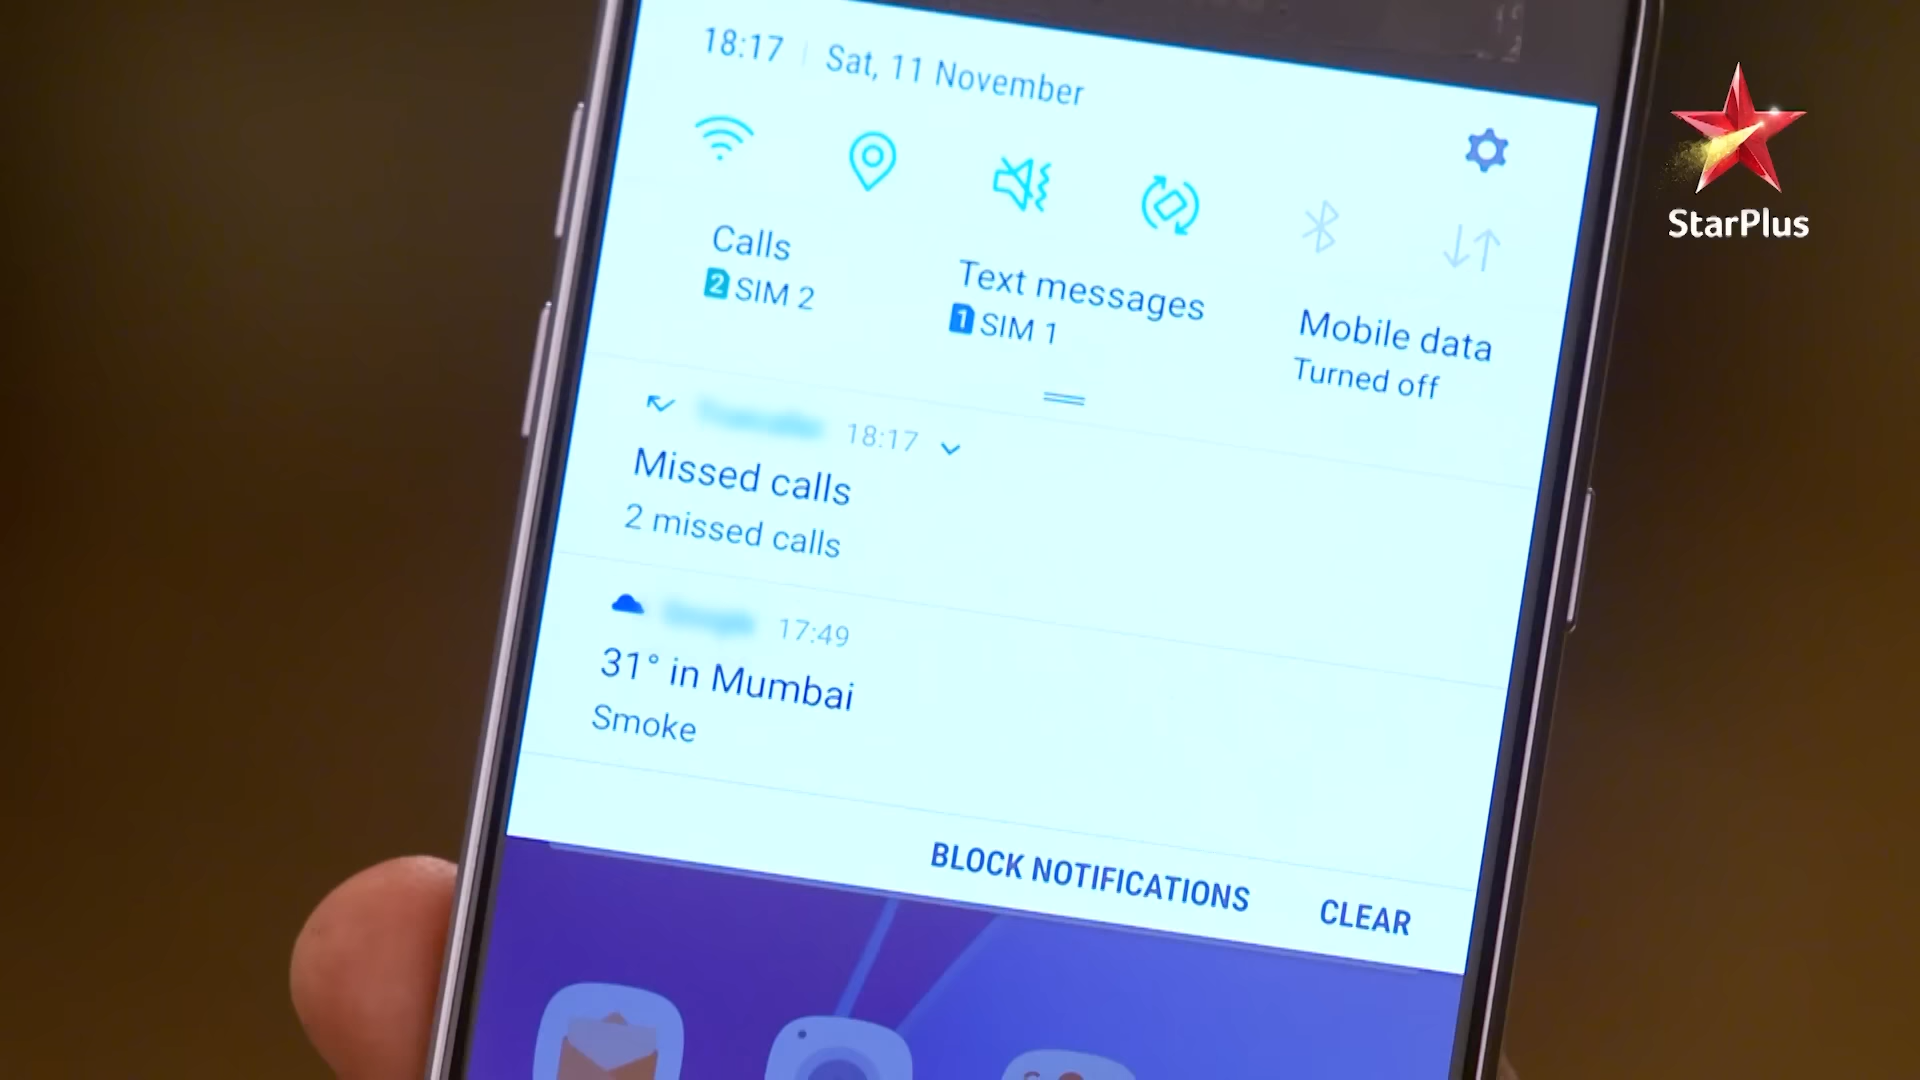 18:17 | Sat, 11 November
StarPlus
Calls
2 SIM 2
Text messages
1 SIM 1
Mobile data
Turned off
18:17
Missed calls
2 missed calls
17:49
31° in Mumbai
Smoke
BLOCK NOTIFICATIONS
CLEAR